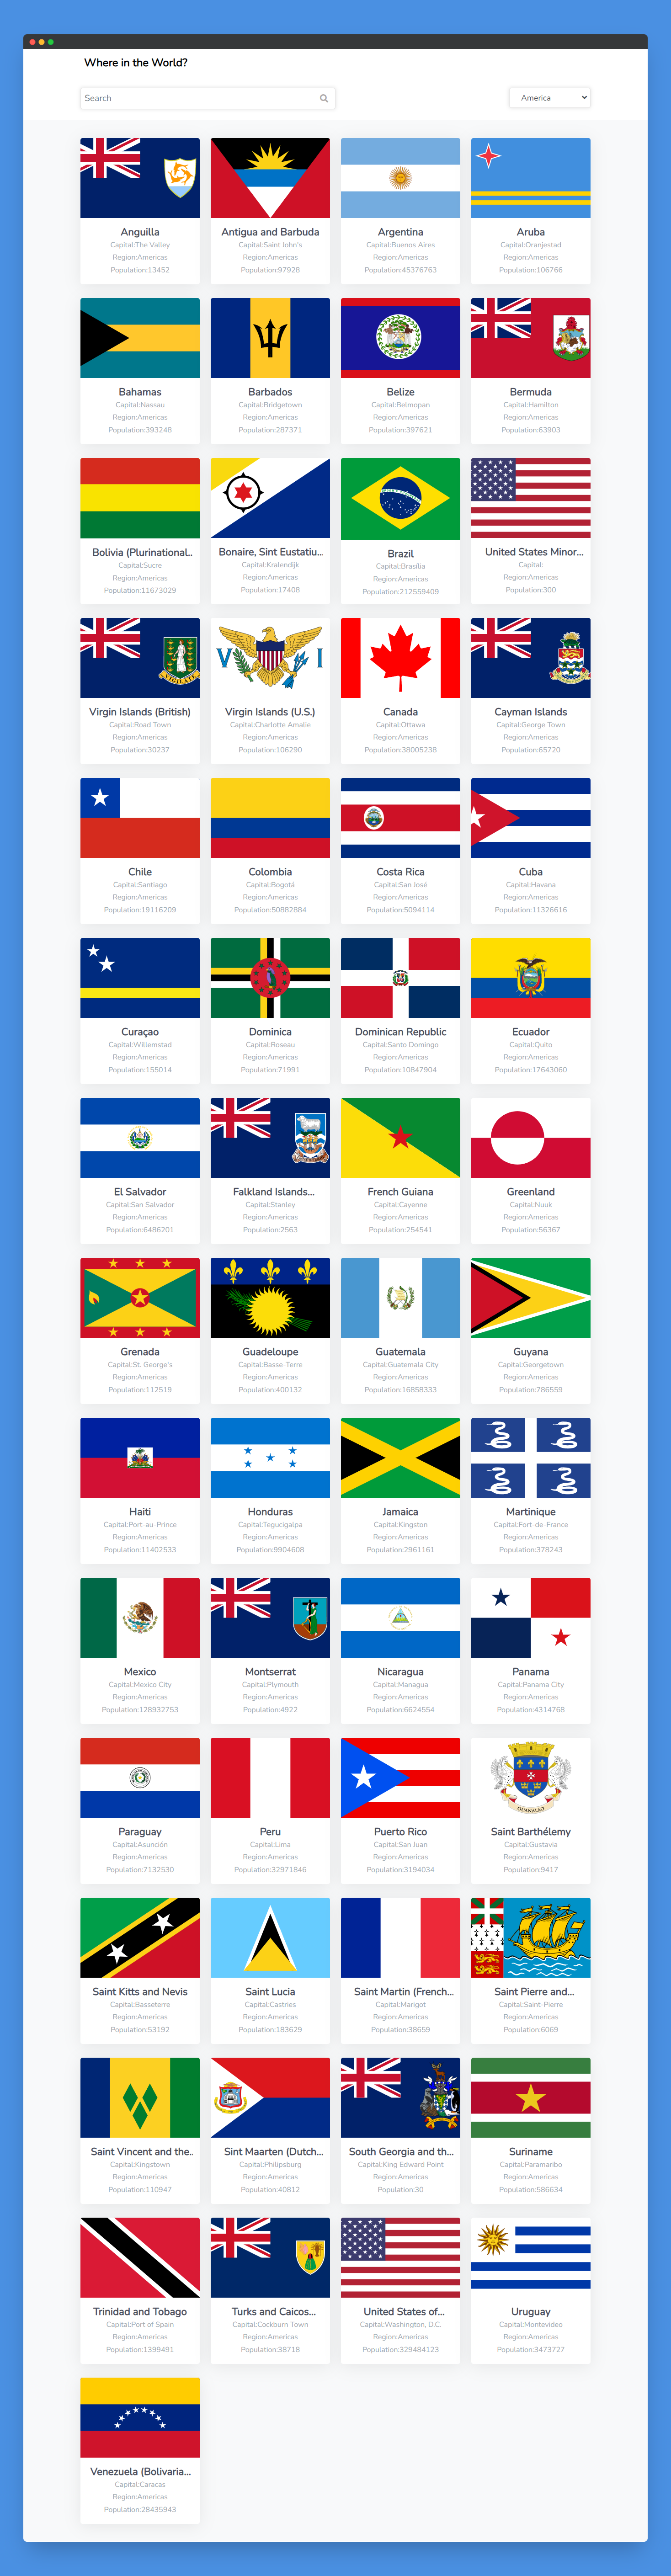 Where in the World?
Search
America
Anguilla
Capital:The Valley
Region:Americas
Population:13452
Antigua and Barbuda
Capital:Saint John's
Region:Americas
Population:97928
Argentina
Capital:Buenos Aires
Region:Americas
Population:45376763
Aruba
Capital:Oranjestad
Region:Americas
Population:106766
Bahamas
Capital:Nassau
Region:Americas
Population:393248
Barbados
Capital:Bridgetown
Region:Americas
Population:287371
Belize
Capital:Belmopan
Region:Americas
Population:397621
Bermuda
Capital:Hamilton
Region:Americas
Population:63903
Bolivia (Plurinational..
Capital:Sucre
Region:Americas
Population:11673029
Bonaire, Sint Eustatiu...
Capital:Kralendijk
Region:Americas
Population:17408
Brazil
Capital:Brasília
Region:Americas
Population:212559409
United States Minor...
Capital:
Region:Americas
Population:300
Virgin Islands (British)
Capital:Road Town
Region:Americas
Population:30237
VIGILATE
Virgin Islands (U.S.)
Capital:Charlotte Amalie
Region:Americas
Population:106290
V I
Canada
Capital:Ottawa
Region:Americas
Population:38005238
Cayman Islands
Capital:George Town
Region:Americas
Population:65720
Chile
Capital:Santiago
Region:Americas
Population:19116209
Colombia
Capital:Bogotá
Region:Americas
Population:50882884
Costa Rica
Capital:San José
Region:Americas
Population:5094114
Cuba
Capital:Havana
Region:Americas
Population:11326616
Curaçao
Capital:Willemstad
Region:Americas
Population:155014
Dominica
Capital:Roseau
Region:Americas
Population:71991
Dominican Republic
Capital:Santo Domingo
Region:Americas
Population:10847904
Ecuador
Capital:Quito
Region:Americas
Population:17643060
El Salvador
Capital:San Salvador
Region:Americas
Population:6486201
Falkland Islands...
Capital:Stanley
Region:Americas
Population:2563
French Guiana
Capital:Cayenne
Region:Americas
Population:254541
Greenland
Capital:Nuuk
Region:Americas
Population:56367
Grenada
Capital:St. George's
Region:Americas
Population:112519
Guadeloupe
Capital:Basse-Terre
Region:Americas
Population:400132
Guatemala
Capital:Guatemala City
Region:Americas
Population:16858333
Guyana
Capital:Georgetown
Region:Americas
Population:786559
Haiti
Capital:Port-au-Prince
Region:Americas
Population:11402533
Honduras
Capital:Tegucigalpa
Region:Americas
Population:9904608
Jamaica
Capital:Kingston
Region:Americas
Population:2961161
Martinique
Capital:Fort-de-France
Region:Americas
Population:378243
Mexico
Capital:Mexico City
Region:Americas
Population:128932753
Montserrat
Capital:Plymouth
Region:Americas
Population:4922
Nicaragua
Capital:Managua
Region:Americas
Population:6624554
Panama
Capital:Panama City
Region:Americas
Population:4314768
Paraguay
Capital:Asunción
Region:Americas
Population:7132530
Peru
Capital:Lima
Region:Americas
Population:32971846
Puerto Rico
Capital:San Juan
Region:Americas
Population:3194034
OUANALAO
Saint Barthélemy
Capital:Gustavia
Region:Americas
Population:9417
Saint Kitts and Nevis
Capital:Basseterre
Region:Americas
Population:53192
Saint Lucia
Capital:Castries
Region:Americas
Population:183629
Saint Martin (French...
Capital:Marigot
Region:Americas
Population:38659
Saint Pierre and...
Capital:Saint-Pierre
Region:Americas
Population:6069
Saint Vincent and the..
Capital:Kingstown
Region:Americas
Population:110947
Sint Maarten (Dutch...
Capital:Philipsburg
Region:Americas
Population:40812
South Georgia and th...
Capital:King Edward Point
Region:Americas
Population:30
Suriname
Capital:Paramaribo
Region:Americas
Population:586634
Trinidad and Tobago
Capital:Port of Spain
Region:Americas
Population:1399491
Turks and Caicos...
Capital:Cockburn Town
Region:Americas
Population:38718
United States of...
Capital:Washington, D.C.
Region:Americas
Population:329484123
Uruguay
Capital:Montevideo
Region:Americas
Population:3473727
Venezuela (Bolivaria...
Capital:Caracas
Region:Americas
Population:28435943